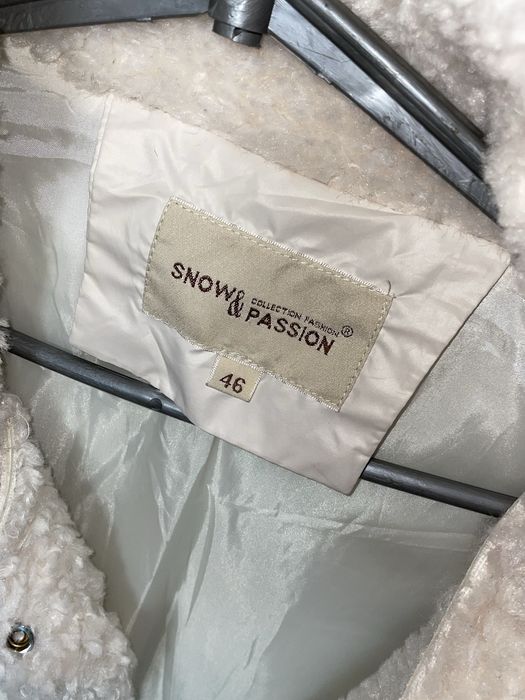 SNOW
& COLLECTION FASHION ®
PASSION
46